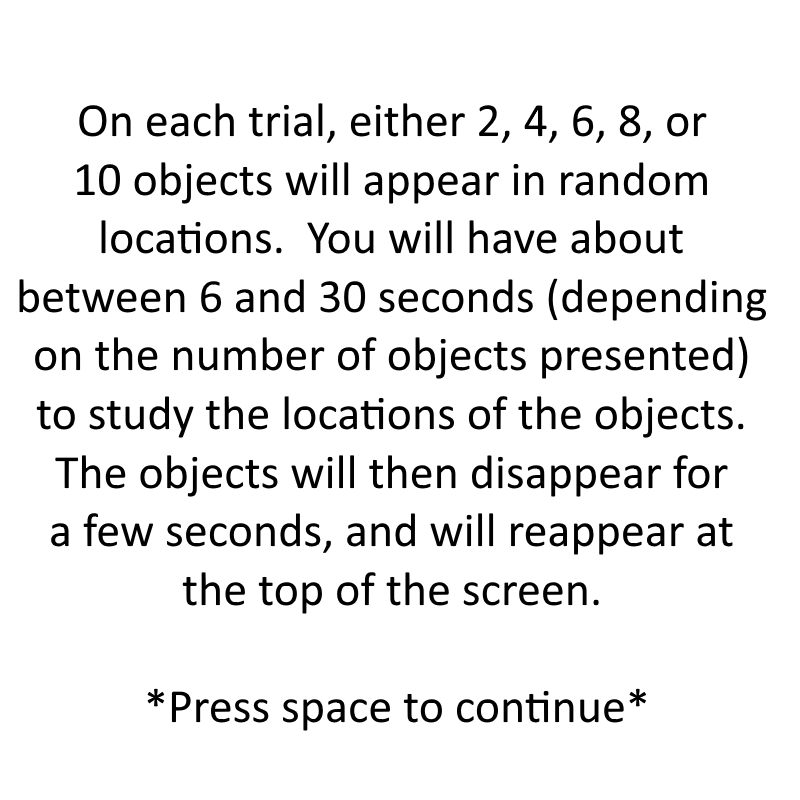 On each trial, either 2, 4, 6, 8, or
10 objects will appear in random
locations.  You will have about
between 6 and 30 seconds (depending
on the number of objects presented)
to study the locations of the objects.
The objects will then disappear for
a few seconds, and will reappear at
the top of the screen.
*Press space to continue*